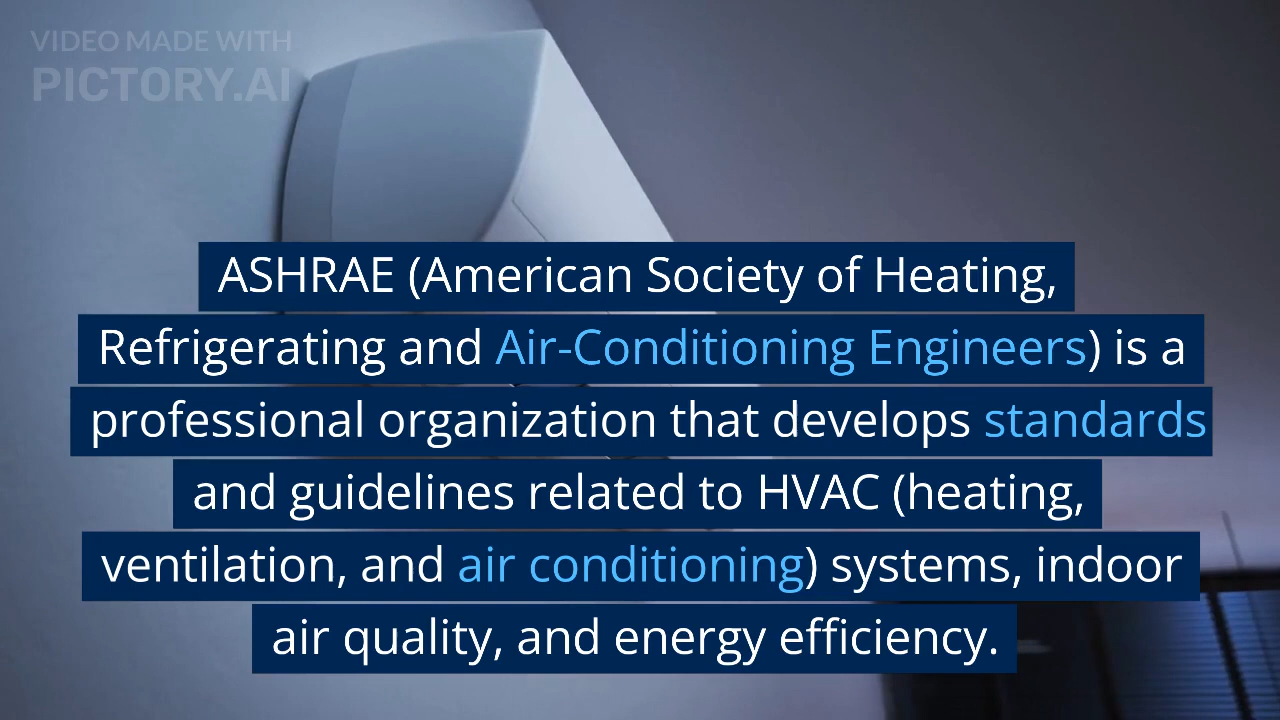 VIDEO MADE WITH
PICTORY.AI
ASHRAE (American Society of Heating,
Refrigerating and Air-Conditioning Engineers) is a
professional organization that develops standards
and guidelines related to HVAC (heating,
ventilation, and air conditioning) systems, indoor
air quality, and energy efficiency.